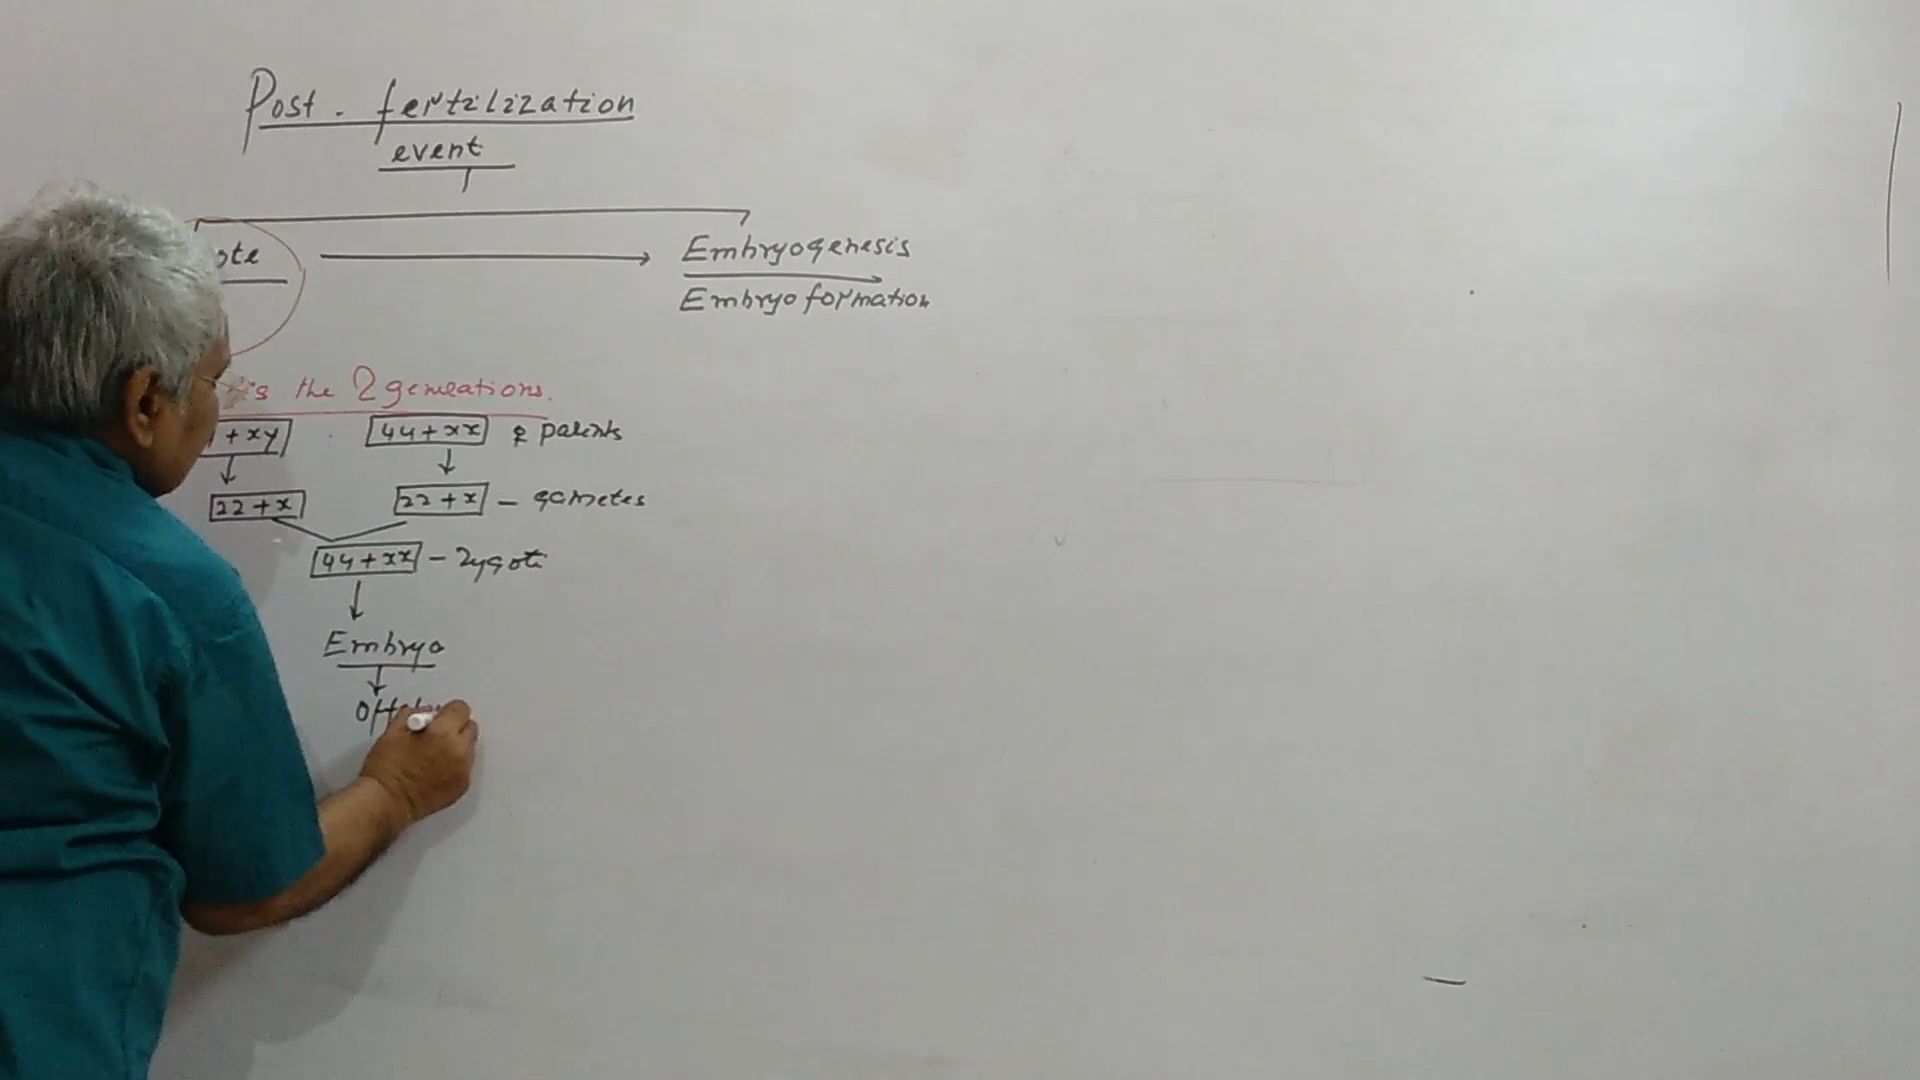 Post - fertilization
event
ote → Embryogenesis
Embryo formation
s the 2 geneeations.
+ xy 44+xx ♀ parents
22+x 22+x - gametes
44+xx - Zygote
Embryo